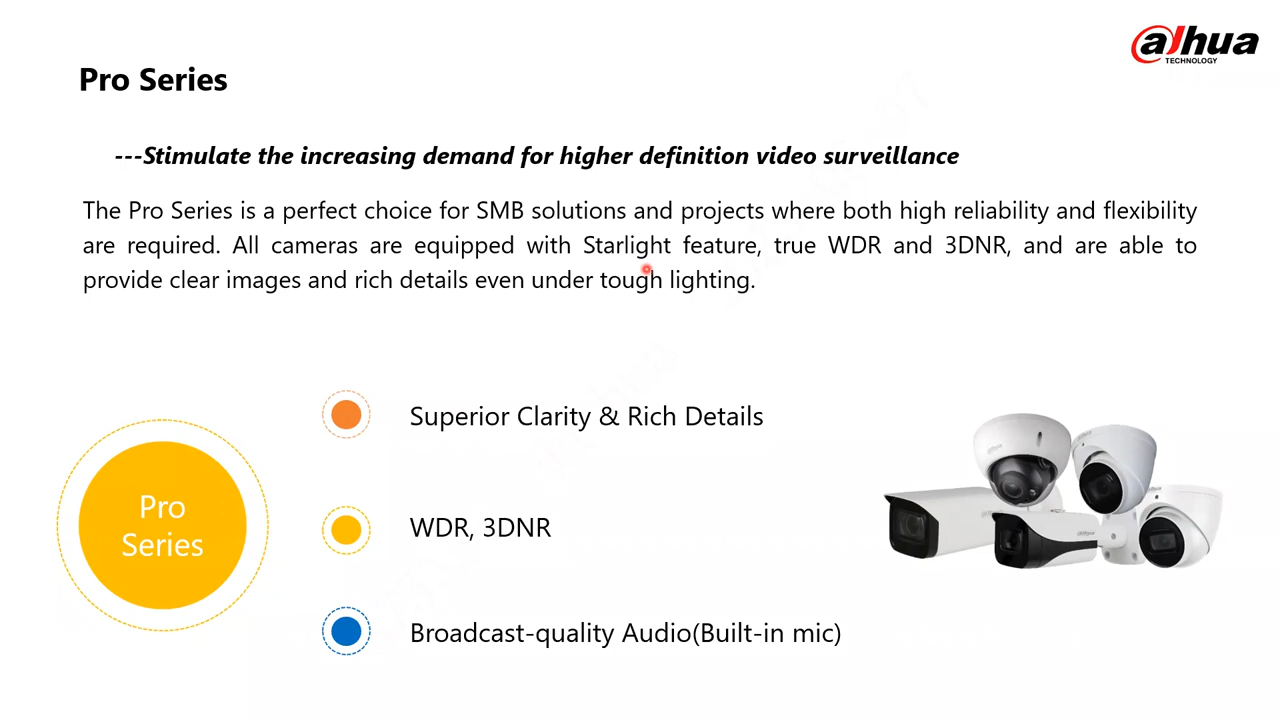 alhua
TECHNOLOGY
Pro Series
---Stimulate the increasing demand for higher definition video surveillance
The Pro Series is a perfect choice for SMB solutions and projects where both high reliability and flexibility
are required. All cameras are equipped with Starlight feature, true WDR and 3DNR, and are able to
provide clear images and rich details even under tough lighting.
Superior Clarity & Rich Details
Pro
Series
WDR, 3DNR
Broadcast-quality Audio(Built-in mic)